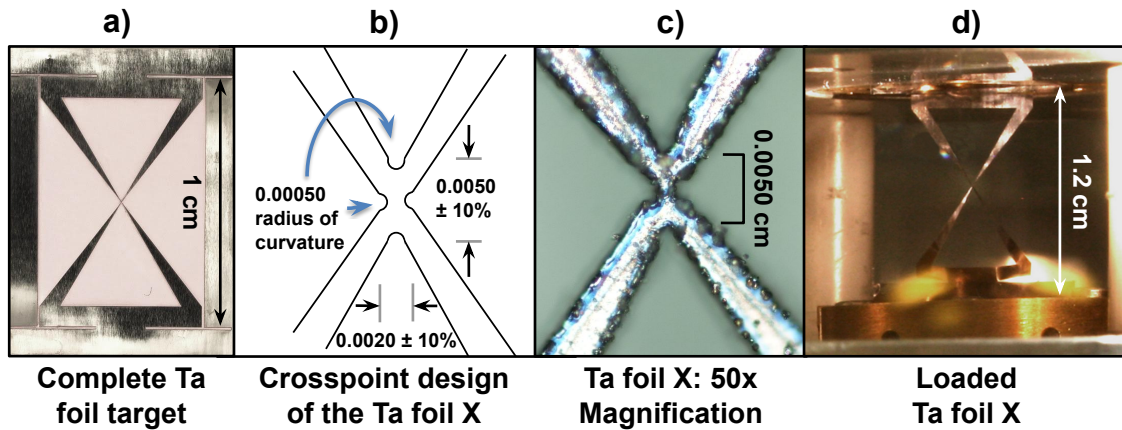 a)
b)
c)
d)
1 cm
0.00050
radius of
curvature
0.0050
± 10%
0.0020 ± 10%
0.0050 cm
1.2 cm
Complete Ta
foil target
Crosspoint design
of the Ta foil X
Ta foil X: 50x
Magnification
Loaded
Ta foil X